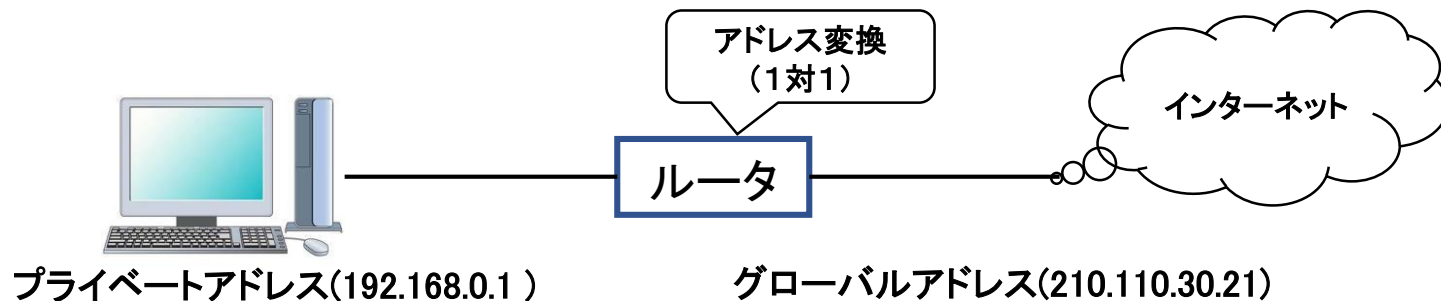 アドレス変換
（１対１）
インターネット
ルータ
プライベートアドレス(192.168.0.1 )
グローバルアドレス(210.110.30.21)